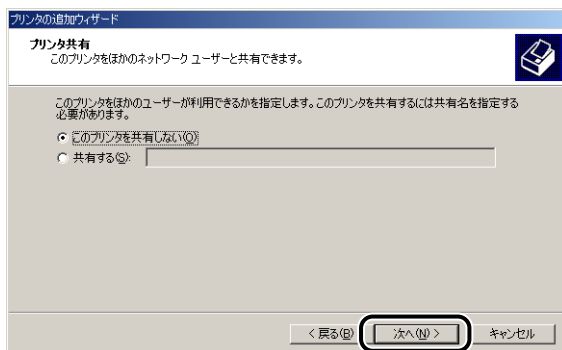 プリンタの追加ウィザード
プリンタ共有
このプリンタをほかのネットワーク ユーザーと共有できます。
このプリンタをほかのユーザーが利用できるかを指定します。このプリンタを共有するには共有名を指定する
必要があります。
このプリンタを共有しない(O)
共有する(S):
< 戻る(B) 次へ(N) > キャンセル